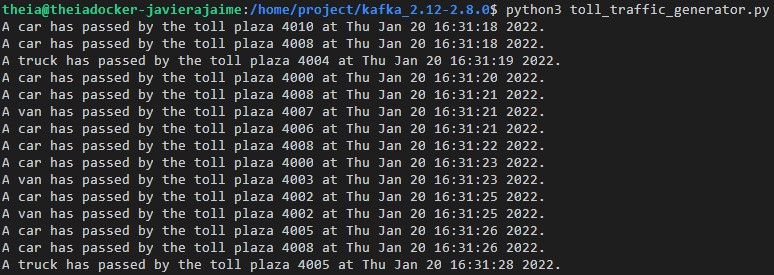 theia@theiadocker-javierajaime:/home/project/kafka_2.12-2.8.0$ python3 toll_traffic_generator.py
A car has passed by the toll plaza 4010 at Thu Jan 20 16:31:18 2022.
A car has passed by the toll plaza 4008 at Thu Jan 20 16:31:18 2022.
A truck has passed by the toll plaza 4004 at Thu Jan 20 16:31:19 2022.
A car has passed by the toll plaza 4000 at Thu Jan 20 16:31:20 2022.
A car has passed by the toll plaza 4008 at Thu Jan 20 16:31:21 2022.
A van has passed by the toll plaza 4007 at Thu Jan 20 16:31:21 2022.
A car has passed by the toll plaza 4006 at Thu Jan 20 16:31:21 2022.
A car has passed by the toll plaza 4008 at Thu Jan 20 16:31:22 2022.
A car has passed by the toll plaza 4000 at Thu Jan 20 16:31:23 2022.
A van has passed by the toll plaza 4003 at Thu Jan 20 16:31:23 2022.
A car has passed by the toll plaza 4002 at Thu Jan 20 16:31:25 2022.
A van has passed by the toll plaza 4002 at Thu Jan 20 16:31:25 2022.
A car has passed by the toll plaza 4005 at Thu Jan 20 16:31:26 2022.
A car has passed by the toll plaza 4008 at Thu Jan 20 16:31:26 2022.
A truck has passed by the toll plaza 4005 at Thu Jan 20 16:31:28 2022.